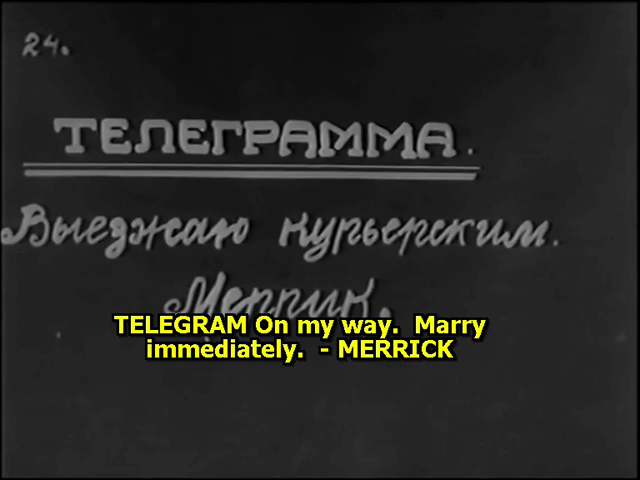 24.
ТЕЛЕГРАММА.
Выезжаю курьерским.
Меррик.
TELEGRAM On my way. Marry
immediately. - MERRICK